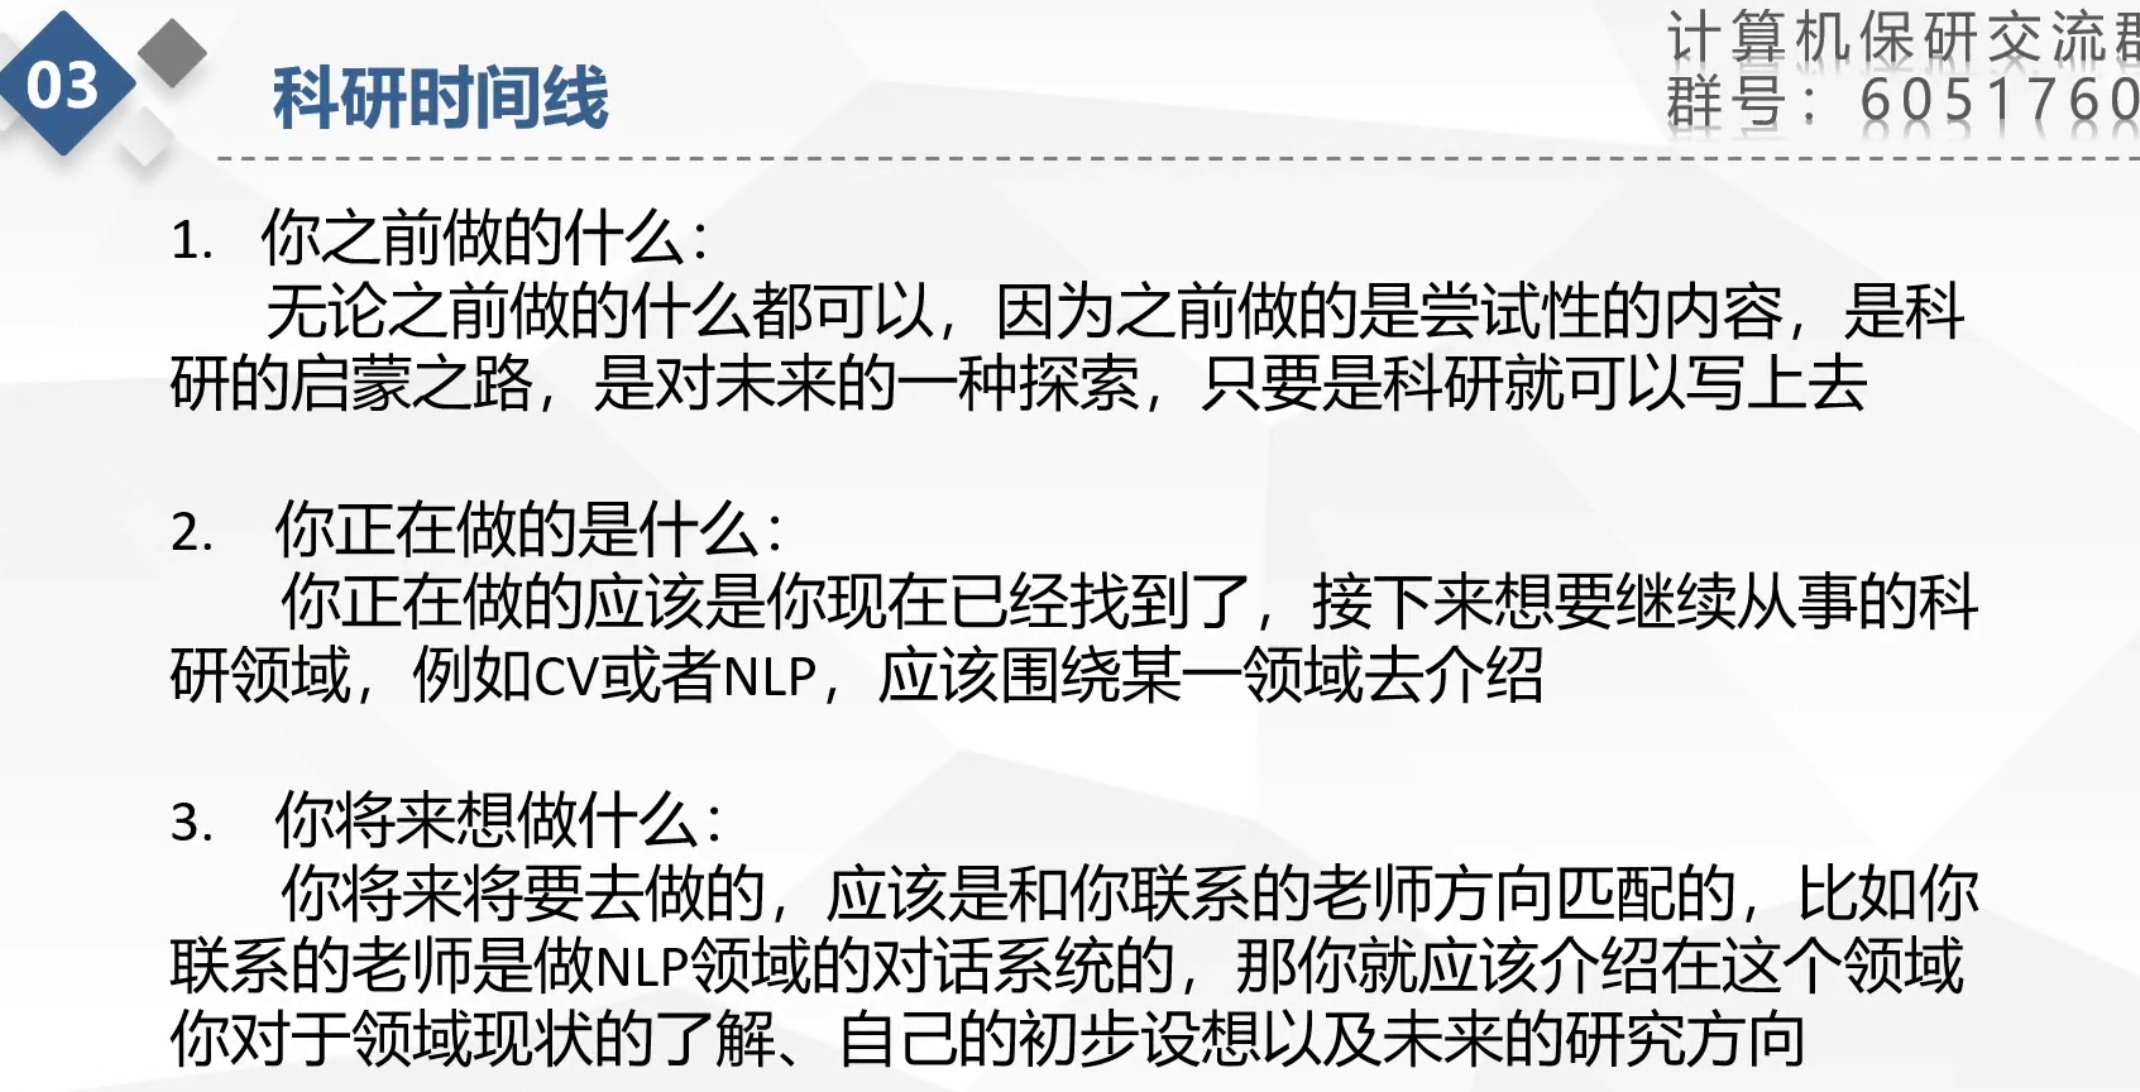 03
科研时间线
计算机保研交流群
群号：6051760
1. 你之前做的什么：
无论之前做的什么都可以，因为之前做的是尝试性的内容，是科
研的启蒙之路，是对未来的一种探索，只要是科研就可以写上去
2. 你正在做的是什么：
你正在做的应该是你现在已经找到了，接下来想要继续从事的科
研领域，例如CV或者NLP，应该围绕某一领域去介绍
3. 你将来想做什么：
你将来将要去做的，应该是和你联系的老师方向匹配的，比如你
联系的老师是做NLP领域的对话系统的，那你就应该介绍在这个领域
你对于领域现状的了解、自己的初步设想以及未来的研究方向